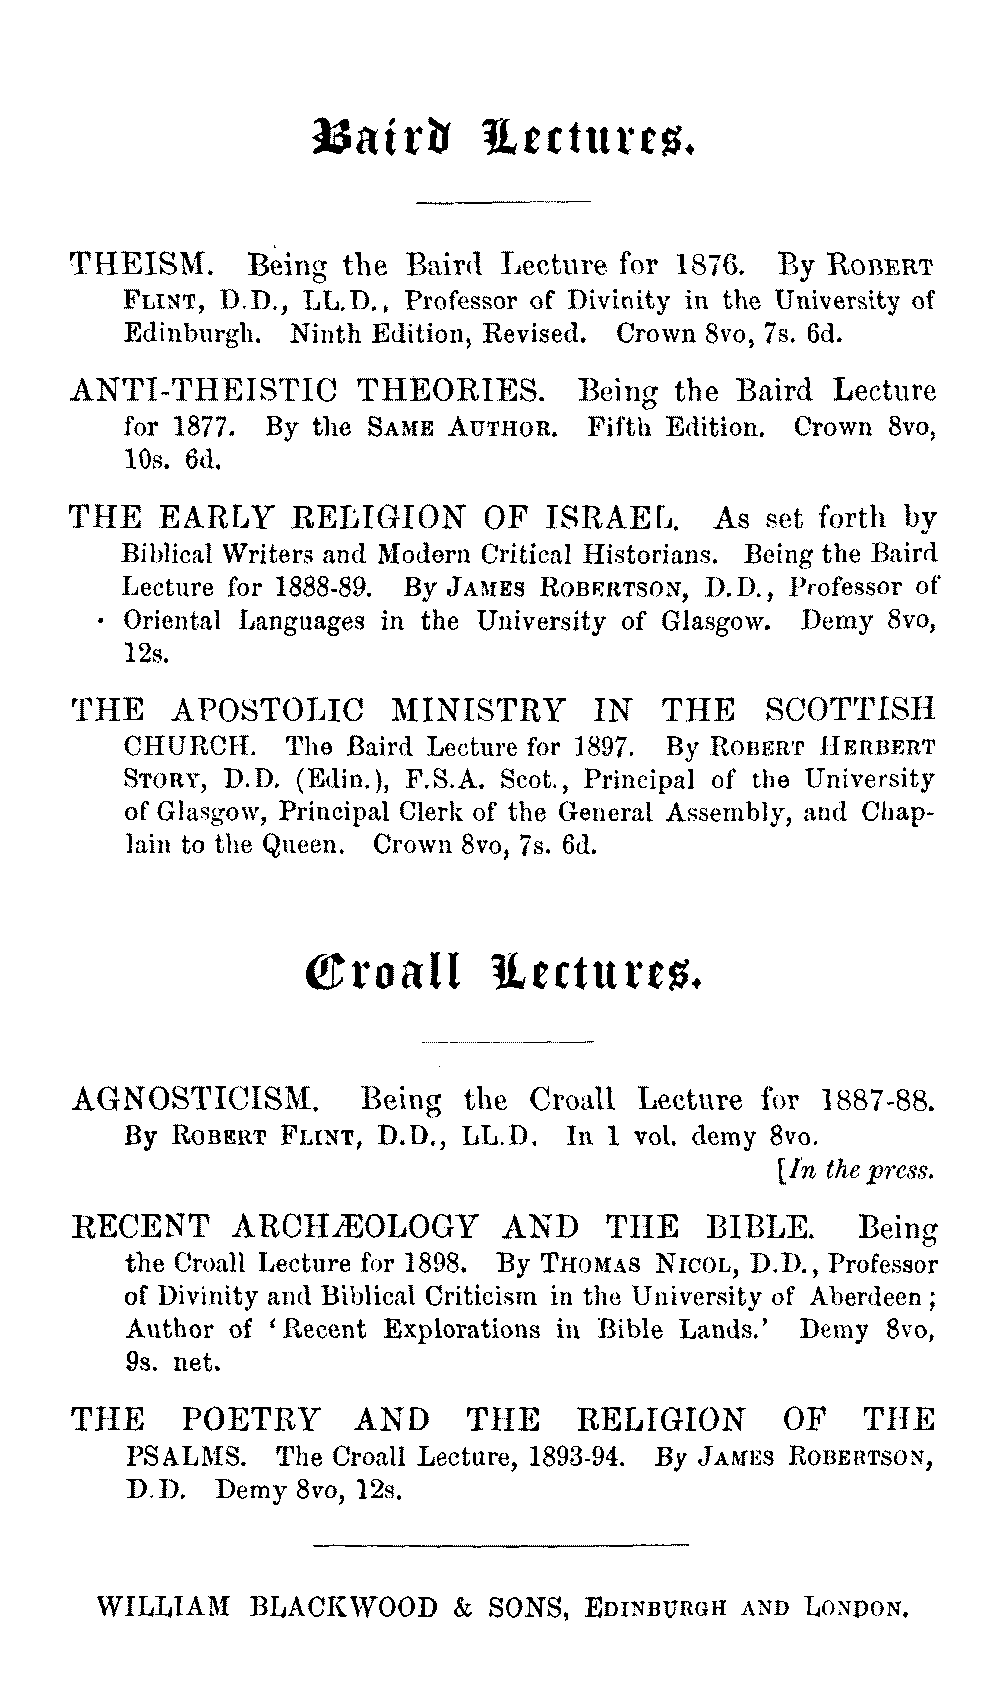 Baird Lectures.
THEISM. Being the Baird Lecture for 1876. By ROBERT
FLINT, D.D., LL.D., Professor of Divinity in the University of
Edinburgh. Ninth Edition, Revised. Crown 8vo, 7s. 6d.
ANTI-THEISTIC THEORIES. Being the Baird Lecture
for 1877. By the SAME AUTHOR. Fifth Edition. Crown 8vo,
10s. 6d.
THE EARLY RELIGION OF ISRAEL. As set forth by
Biblical Writers and Modern Critical Historians. Being the Baird
Lecture for 1888-89. By JAMES ROBERTSON, D.D., Professor of
Oriental Languages in the University of Glasgow. Demy 8vo,
12s.
THE APOSTOLIC MINISTRY IN THE SCOTTISH
CHURCH. The Baird Lecture for 1897. By ROBERT HERBERT
STORY, D.D. (Edin.), F.S.A. Scot., Principal of the University
of Glasgow, Principal Clerk of the General Assembly, and Chap-
lain to the Queen. Crown 8vo, 7s. 6d.
Croall Lectures.
AGNOSTICISM. Being the Croall Lecture for 1887-88.
By ROBERT FLINT, D.D., LL.D. In 1 vol. demy 8vo.
[In the press.
RECENT ARCHÆOLOGY AND THE BIBLE. Being
the Croall Lecture for 1898. By THOMAS NICOL, D.D., Professor
of Divinity and Biblical Criticism in the University of Aberdeen;
Author of 'Recent Explorations in Bible Lands.' Demy 8vo,
9s. net.
THE POETRY AND THE RELIGION OF THE
PSALMS. The Croall Lecture, 1893-94. By JAMES ROBERTSON,
D.D. Demy 8vo, 12s.
WILLIAM BLACKWOOD & SONS, EDINBURGH AND LONDON.